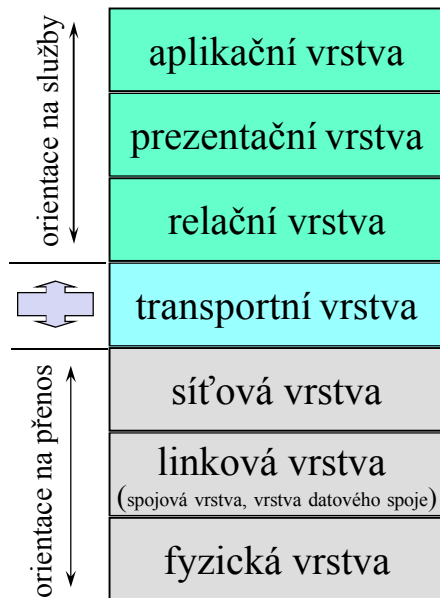 orientace na služby
aplikační vrstva
prezentační vrstva
relační vrstva
transportní vrstva
orientace na přenos
síťová vrstva
linková vrstva
(spojová vrstva, vrstva datového spoje)
fyzická vrstva